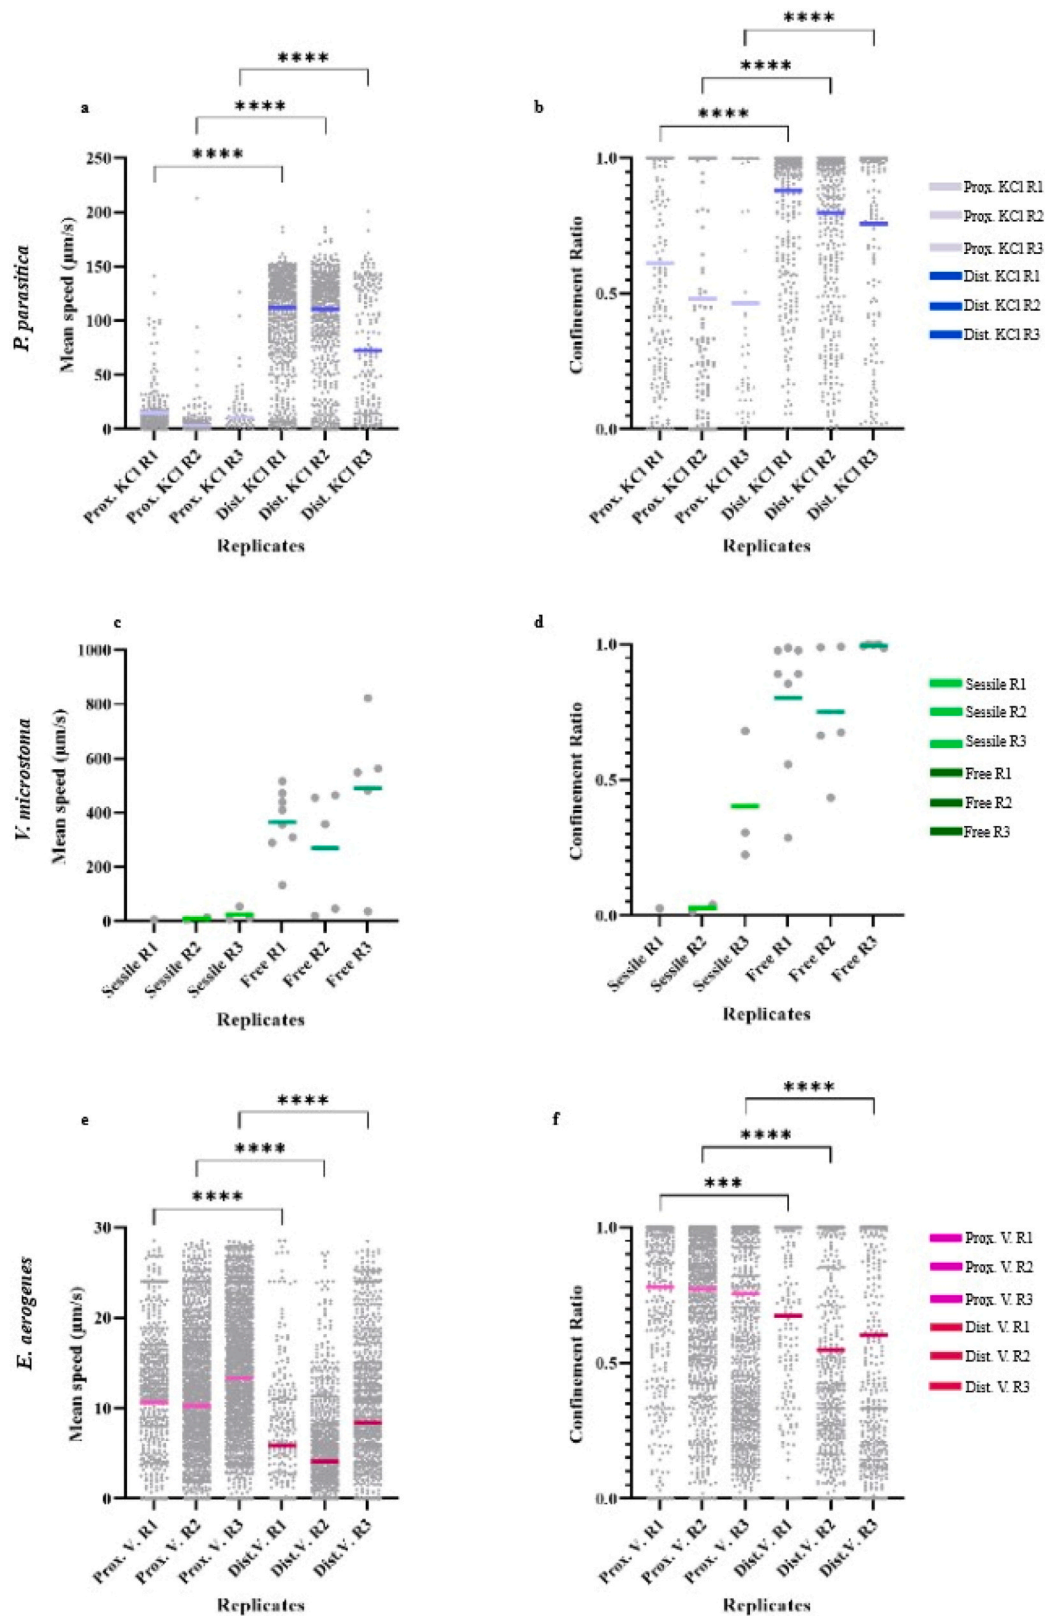 a
****
****
****
P. parasitica
Mean speed (µm/s)
250
200
150
100
50
0
Prox. KCl R1
Prox. KCl R2
Prox. KCl R3
Dist. KCl R1
Dist. KCl R2
Dist. KCl R3
Replicates
b
****
****
****
Confinement Ratio
1.0
0.5
0.0
Prox. KCl R1
Prox. KCl R2
Prox. KCl R3
Dist. KCl R1
Dist. KCl R2
Dist. KCl R3
Replicates
Prox. KCl R1
Prox. KCl R2
Prox. KCl R3
Dist. KCl R1
Dist. KCl R2
Dist. KCl R3
c
V. microstoma
Mean speed (µm/s)
1000
800
600
400
200
0
Sessile R1
Sessile R2
Sessile R3
Free R1
Free R2
Free R3
Replicates
d
Confinement Ratio
1.0
0.5
0.0
Sessile R1
Sessile R2
Sessile R3
Free R1
Free R2
Free R3
Replicates
Sessile R1
Sessile R2
Sessile R3
Free R1
Free R2
Free R3
e
****
****
****
E. aerogenes
Mean speed (µm/s)
30
20
10
0
Prox. V. R1
Prox. V. R2
Prox. V. R3
Dist.V. R1
Dist.V. R2
Dist.V. R3
Replicates
f
****
****
***
Confinement Ratio
1.0
0.5
0.0
Prox. V. R1
Prox. V. R2
Prox. V. R3
Dist.V. R1
Dist.V. R2
Dist.V. R3
Replicates
Prox. V. R1
Prox. V. R2
Prox. V. R3
Dist. V. R1
Dist. V. R2
Dist. V. R3